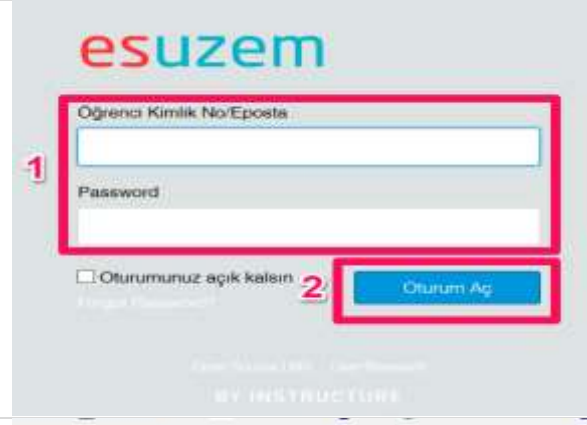 esuzem
Öğrenci Kimlik No/Eposta
1
Password
Oturumunuz açık kalsın
2
Oturum Aç
Forgot Password?
BY INSTRUCTURE